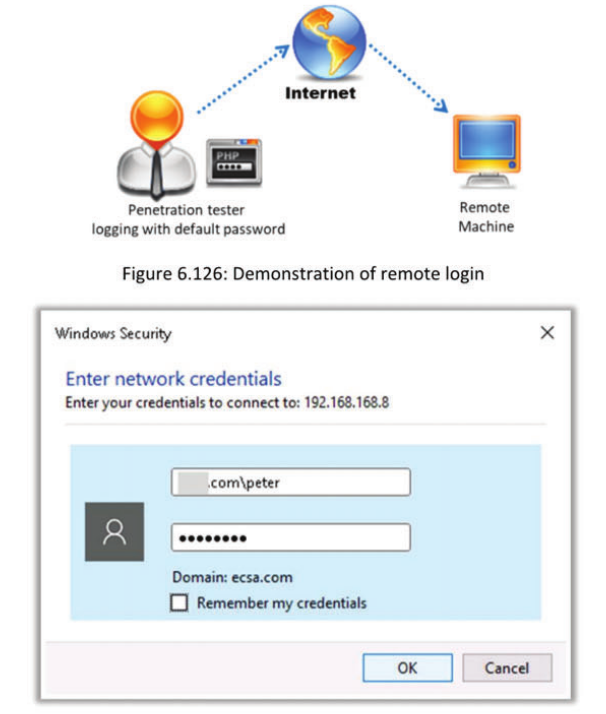 Internet
PHP
Penetration tester
logging with default password
Remote
Machine
Figure 6.126: Demonstration of remote login
Windows Security
Enter network credentials
Enter your credentials to connect to: 192.168.168.8
.com\peter
Domain: ecsa.com
Remember my credentials
OK
Cancel